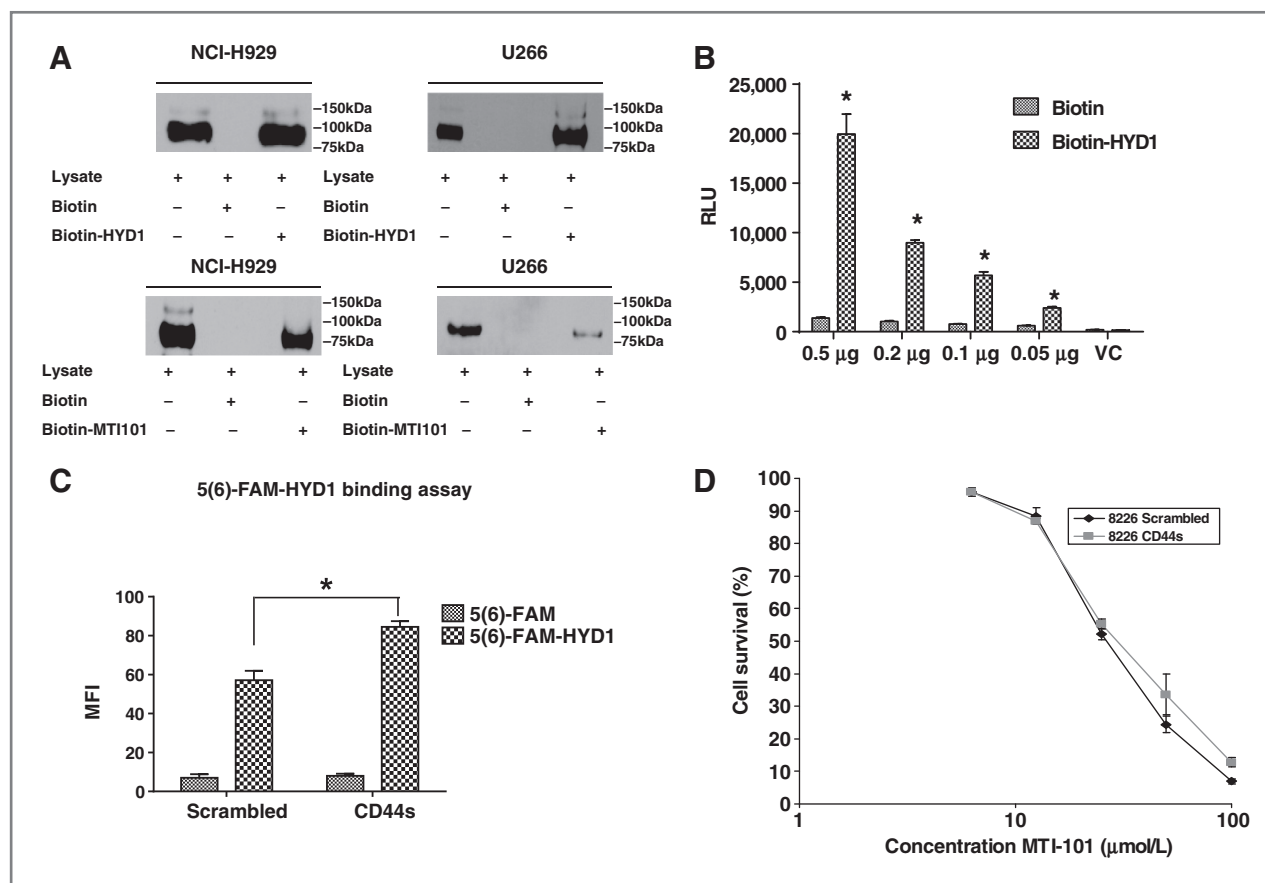 A
NCI-H929
U266
–150kDa
–100kDa
–75kDa
–150kDa
–100kDa
–75kDa
Lysate + + + Lysate + + +
Biotin – + – Biotin – + –
Biotin-HYD1 – – + Biotin-HYD1 – – +
NCI-H929
U266
–150kDa
–100kDa
–75kDa
–150kDa
–100kDa
–75kDa
Lysate + + + Lysate + + +
Biotin – + – Biotin – + –
Biotin-MTI101 – – + Biotin-MTI101 – – +
B
25,000
20,000
15,000
10,000
5,000
0
RLU
* * * *
Biotin
Biotin-HYD1
0.5 μg 0.2 μg 0.1 μg 0.05 μg VC
C
5(6)-FAM-HYD1 binding assay
*
100
80
60
40
20
0
MFI
5(6)-FAM
5(6)-FAM-HYD1
Scrambled CD44s
D
100
90
80
70
60
50
40
30
20
10
0
Cell survival (%)
8226 Scrambled
8226 CD44s
1 10 100
Concentration MTI-101 (μmol/L)